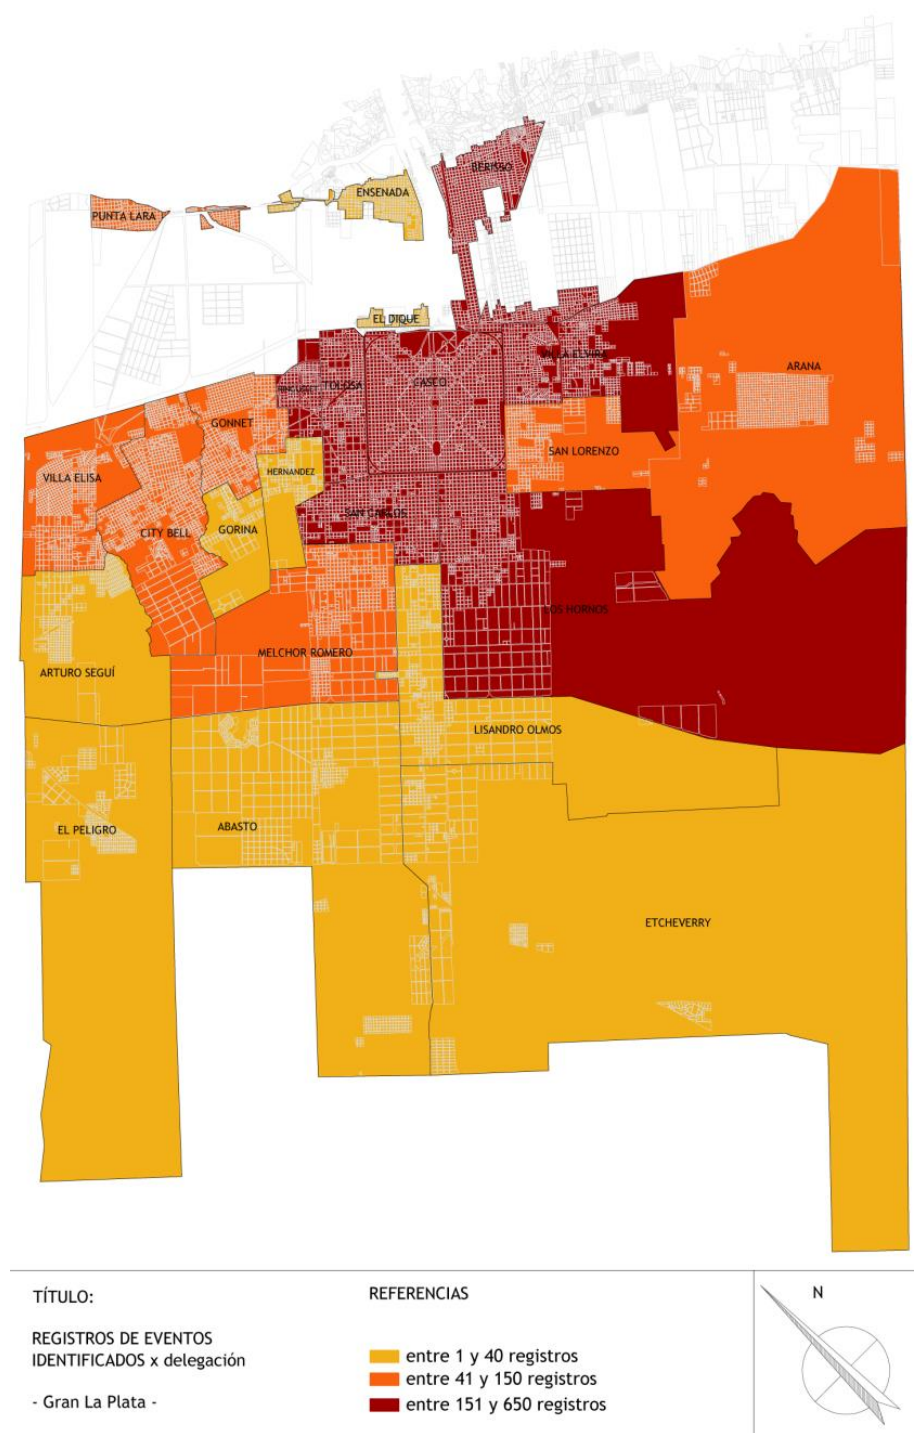 BERISSO
ENSENADA
PUNTA LARA
EL DIQUE
VILLA ELVIRA
ARANA
CASCO
TOLOSA
RINGUELET
GONNET
SAN LORENZO
HERNANDEZ
VILLA ELISA
SAN CARLOS
GORINA
CITY BELL
LOS HORNOS
MELCHOR ROMERO
ARTURO SEGUÍ
LISANDRO OLMOS
ABASTO
EL PELIGRO
ETCHEVERRY
TÍTULO:
REGISTROS DE EVENTOS
IDENTIFICADOS x delegación
- Gran La Plata -
REFERENCIAS
entre 1 y 40 registros
entre 41 y 150 registros
entre 151 y 650 registros
N